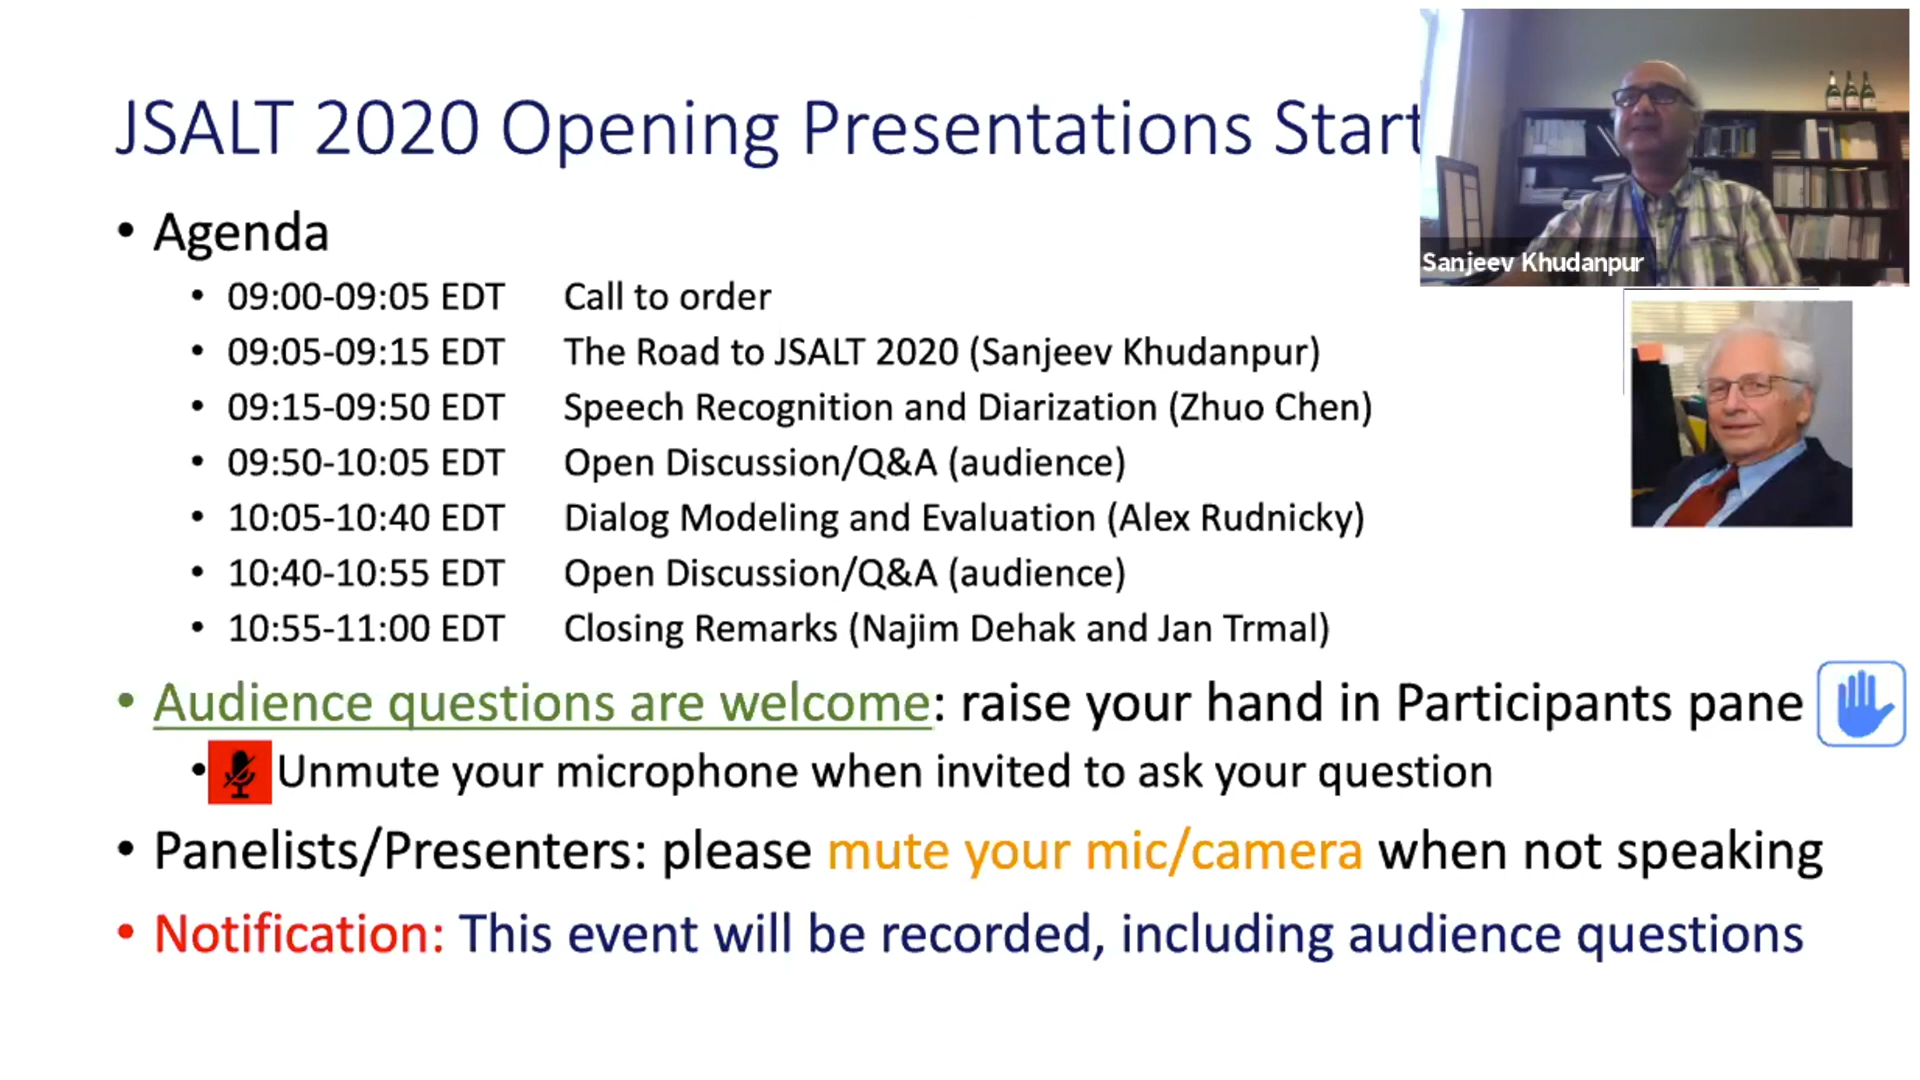 JSALT 2020 Opening Presentations Start
Sanjeev Khudanpur
• Agenda
• 09:00-09:05 EDT Call to order
• 09:05-09:15 EDT The Road to JSALT 2020 (Sanjeev Khudanpur)
• 09:15-09:50 EDT Speech Recognition and Diarization (Zhuo Chen)
• 09:50-10:05 EDT Open Discussion/Q&A (audience)
• 10:05-10:40 EDT Dialog Modeling and Evaluation (Alex Rudnicky)
• 10:40-10:55 EDT Open Discussion/Q&A (audience)
• 10:55-11:00 EDT Closing Remarks (Najim Dehak and Jan Trmal)
• Audience questions are welcome: raise your hand in Participants pane
• Unmute your microphone when invited to ask your question
• Panelists/Presenters: please mute your mic/camera when not speaking
• Notification: This event will be recorded, including audience questions